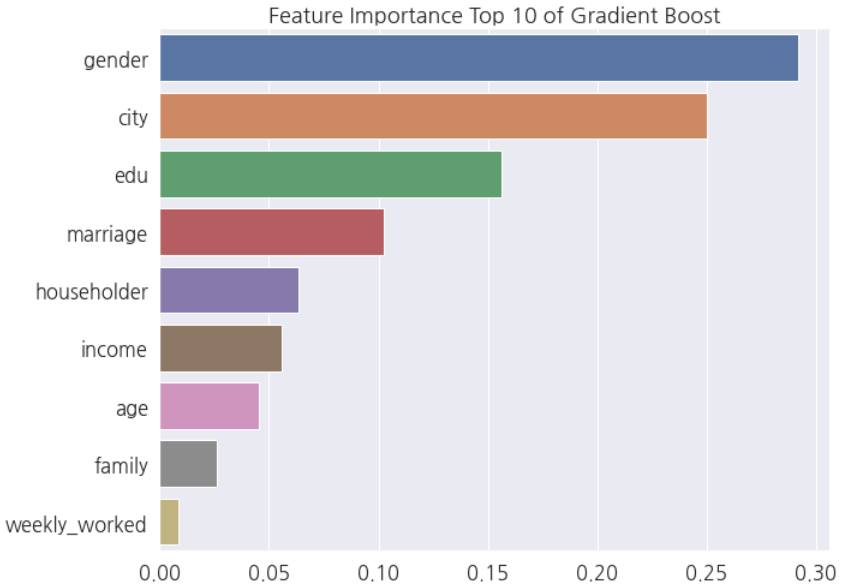 Feature Importance Top 10 of Gradient Boost
gender
city
edu
marriage
householder
income
age
family
weekly_worked
0.00 0.05 0.10 0.15 0.20 0.25 0.30